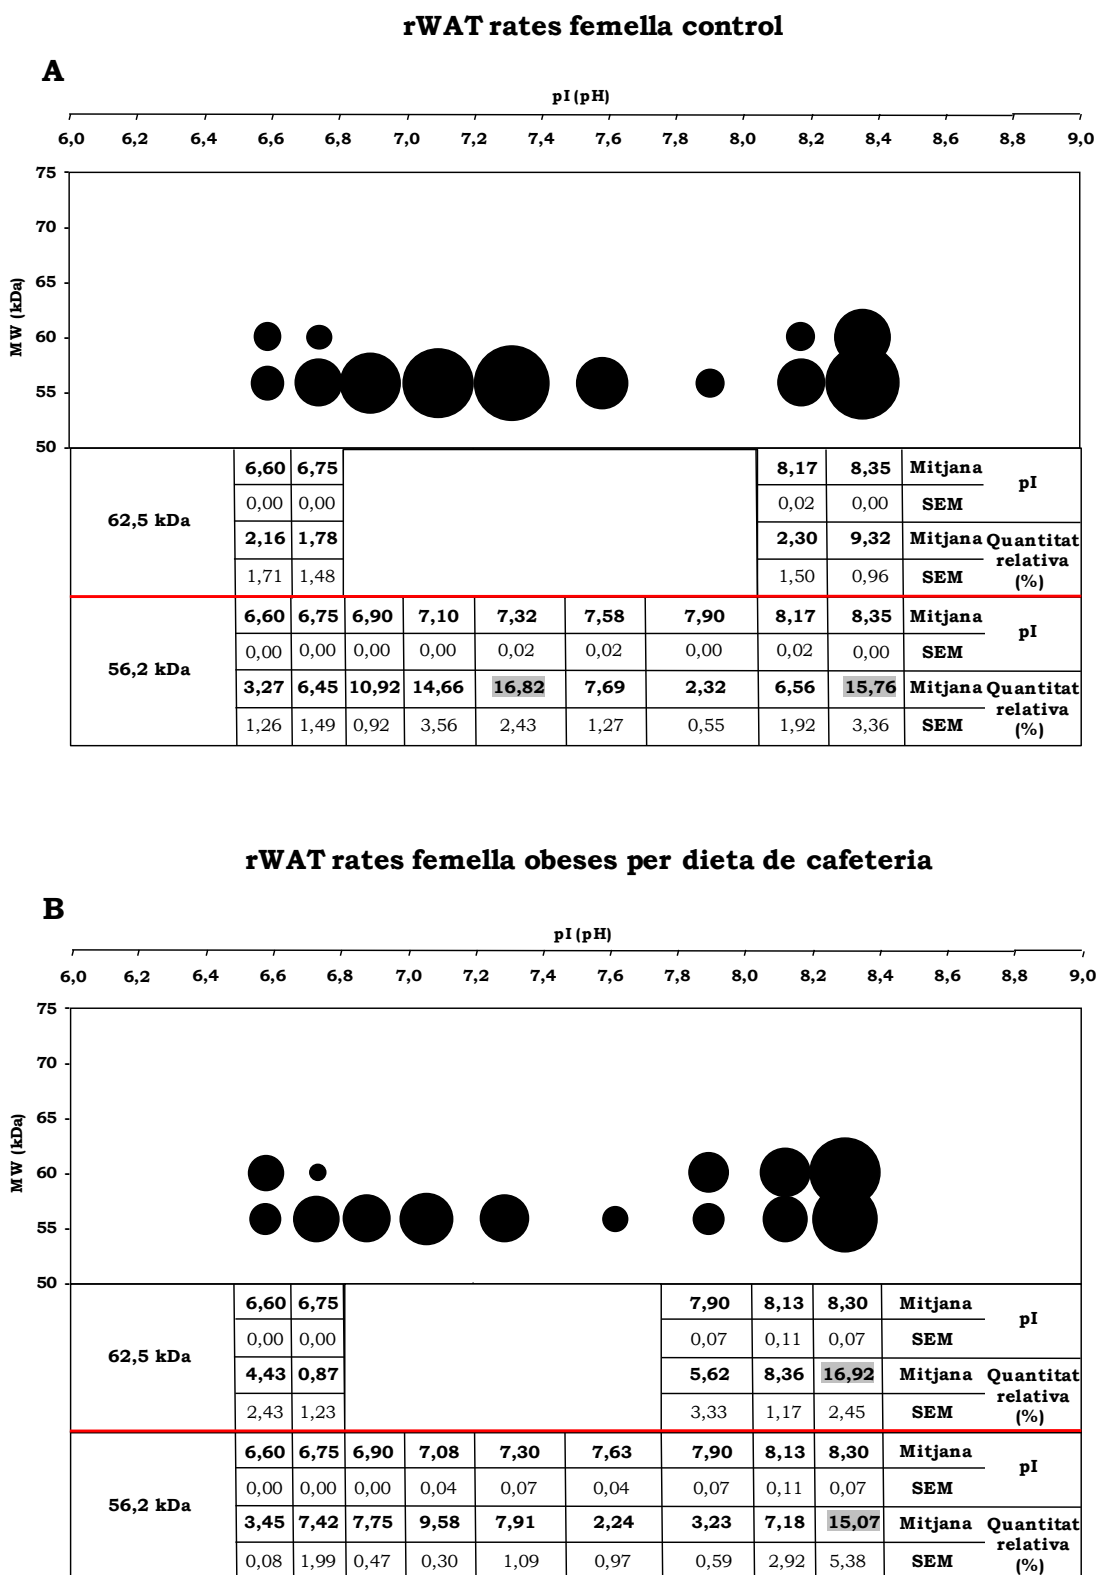 rWAT rates femella control
A
pI (pH)
6,0 6,2 6,4 6,6 6,8 7,0 7,2 7,4 7,6 7,8 8,0 8,2 8,4 8,6 8,8 9,0
75
70
65
60
55
50
MW (kDa)
6,60 6,75 8,17 8,35 Mitjana pI
0,00 0,00 0,02 0,00 SEM
62,5 kDa
2,16 1,78 2,30 9,32 Mitjana Quantitat
relativa
1,71 1,48 1,50 0,96 SEM (%)
6,60 6,75 6,90 7,10 7,32 7,58 7,90 8,17 8,35 Mitjana pI
0,00 0,00 0,00 0,00 0,02 0,02 0,00 0,02 0,00 SEM
56,2 kDa
3,27 6,45 10,92 14,66 16,82 7,69 2,32 6,56 15,76 Mitjana Quantitat
relativa
1,26 1,49 0,92 3,56 2,43 1,27 0,55 1,92 3,36 SEM (%)
rWAT rates femella obeses per dieta de cafeteria
B
pI (pH)
6,0 6,2 6,4 6,6 6,8 7,0 7,2 7,4 7,6 7,8 8,0 8,2 8,4 8,6 8,8 9,0
75
70
65
60
55
50
MW (kDa)
6,60 6,75 7,90 8,13 8,30 Mitjana pI
0,00 0,00 0,07 0,11 0,07 SEM
62,5 kDa
4,43 0,87 5,62 8,36 16,92 Mitjana Quantitat
relativa
2,43 1,23 3,33 1,17 2,45 SEM (%)
6,60 6,75 6,90 7,08 7,30 7,63 7,90 8,13 8,30 Mitjana pI
0,00 0,00 0,00 0,04 0,07 0,04 0,07 0,11 0,07 SEM
56,2 kDa
3,45 7,42 7,75 9,58 7,91 2,24 3,23 7,18 15,07 Mitjana Quantitat
relativa
0,08 1,99 0,47 0,30 1,09 0,97 0,59 2,92 5,38 SEM (%)